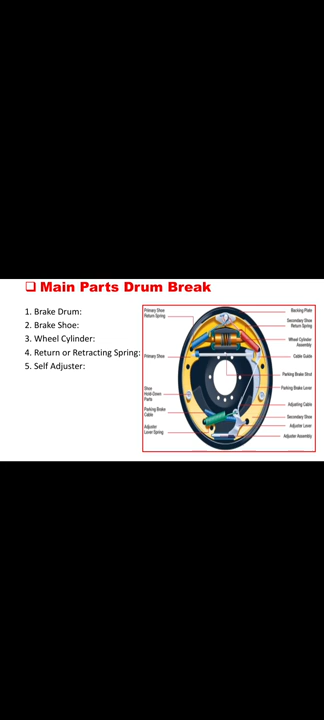 ❑ Main Parts Drum Break
1. Brake Drum:
2. Brake Shoe:
3. Wheel Cylinder:
4. Return or Retracting Spring:
5. Self Adjuster:
Primary Shoe
Return Spring
Primary Shoe
Shoe
Hold-Down
Parts
Parking Brake
Cable
Adjuster
Lever Spring
Backing Plate
Secondary Shoe
Return Spring
Wheel Cylinder
Assembly
Cable Guide
Parking Brake Strut
Parking Brake Lever
Adjusting Cable
Secondary Shoe
Adjuster Lever
Adjuster Assembly